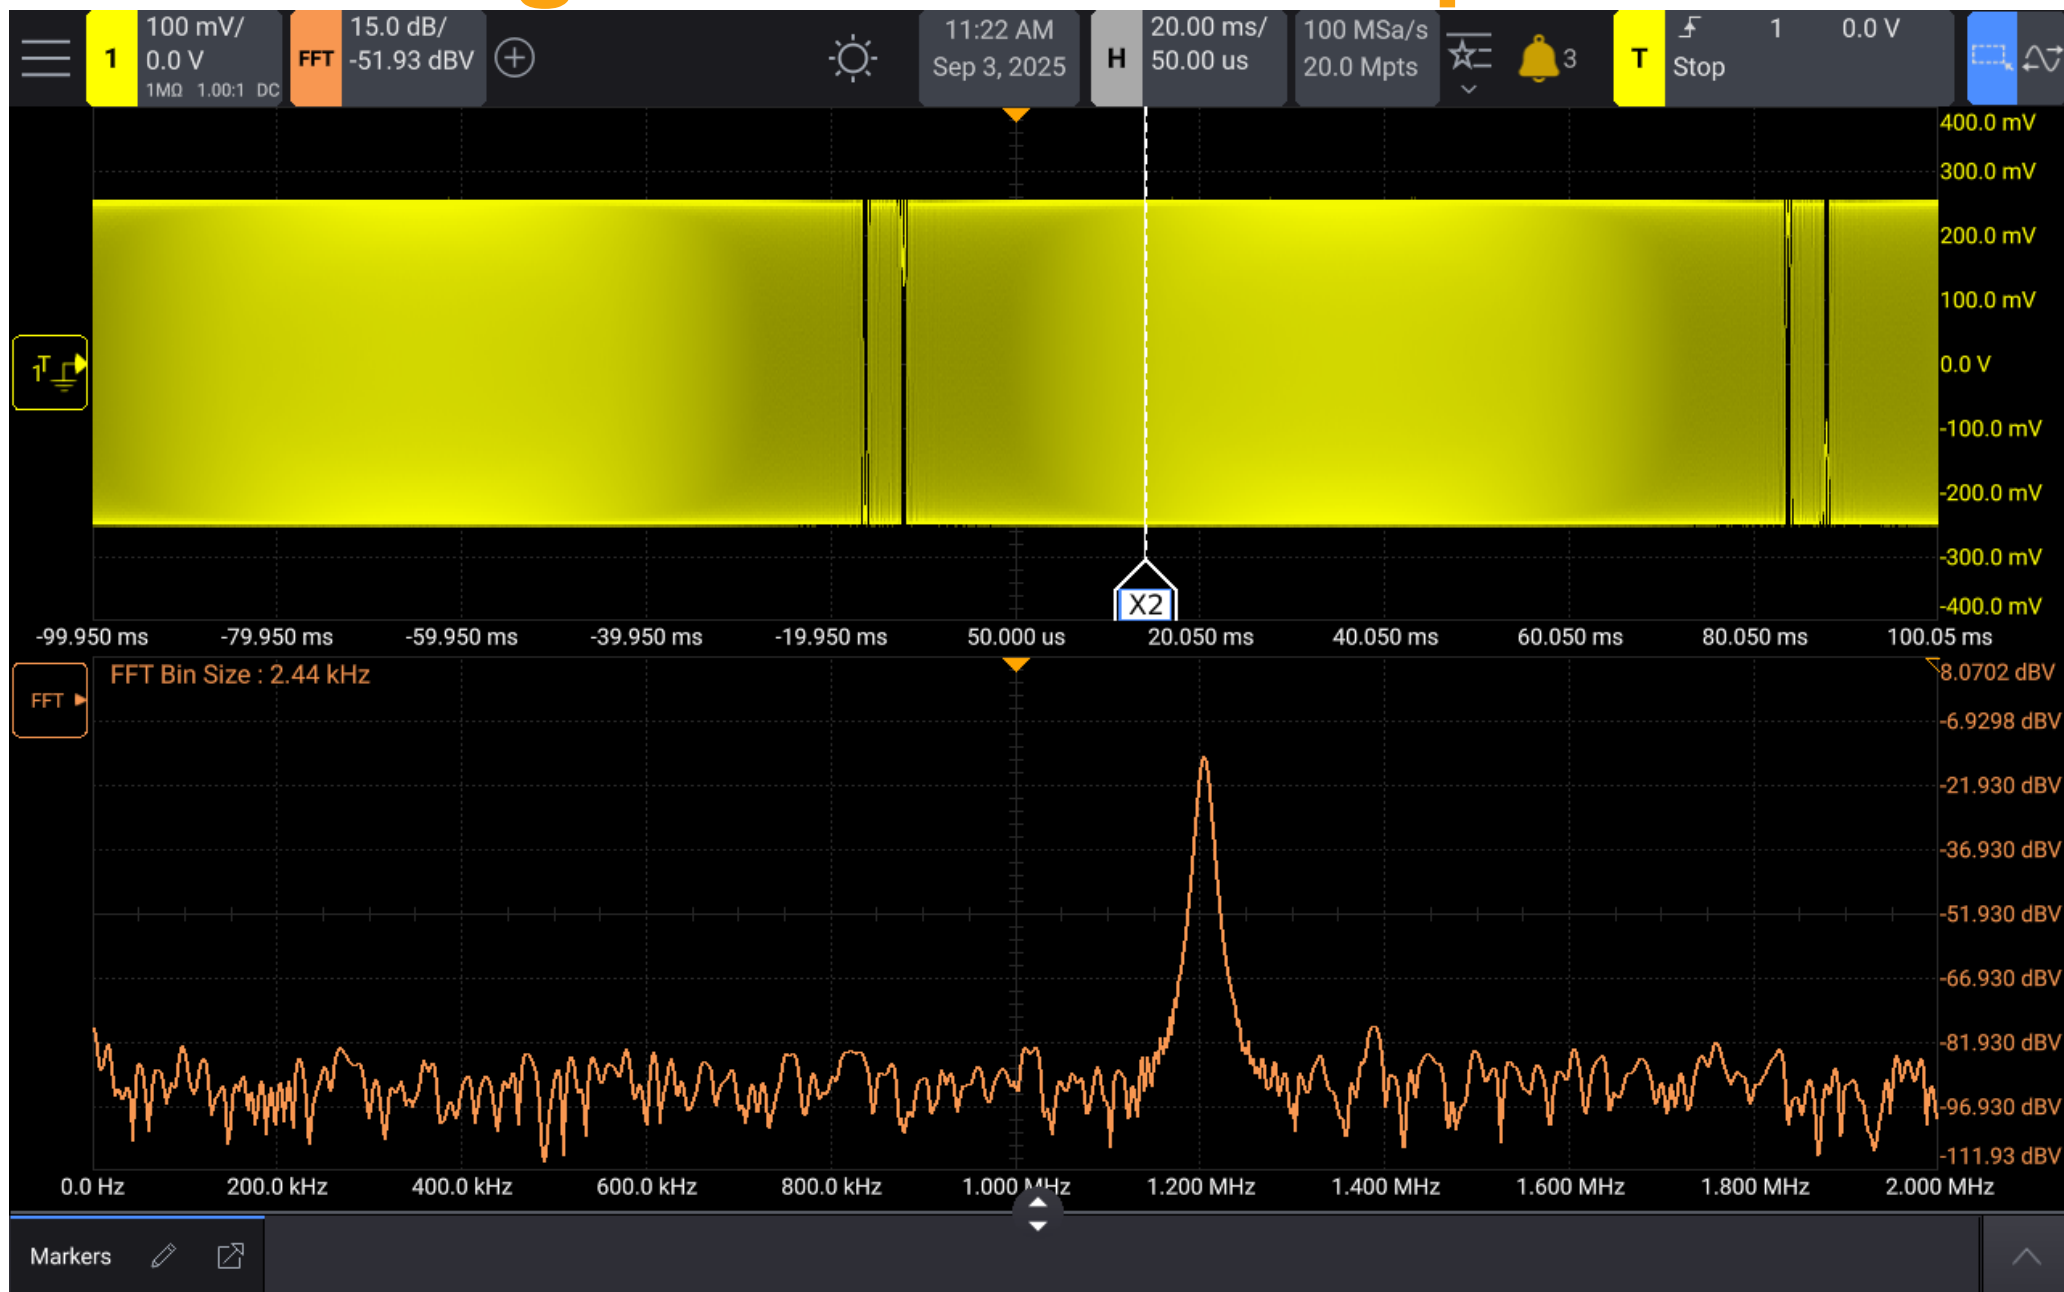 1
100 mV/
0.0 V
1MΩ 1.00:1 DC
FFT
15.0 dB/
-51.93 dBV
11:22 AM
Sep 3, 2025
H
20.00 ms/
50.00 us
100 MSa/s
20.0 Mpts
3
T
1 0.0 V
Stop
400.0 mV
300.0 mV
200.0 mV
100.0 mV
0.0 V
-100.0 mV
-200.0 mV
-300.0 mV
-400.0 mV
1T
X2
-99.950 ms -79.950 ms -59.950 ms -39.950 ms -19.950 ms 50.000 us 20.050 ms 40.050 ms 60.050 ms 80.050 ms 100.05 ms
FFT
FFT Bin Size : 2.44 kHz
8.0702 dBV
-6.9298 dBV
-21.930 dBV
-36.930 dBV
-51.930 dBV
-66.930 dBV
-81.930 dBV
-96.930 dBV
-111.93 dBV
0.0 Hz 200.0 kHz 400.0 kHz 600.0 kHz 800.0 kHz 1.000 MHz 1.200 MHz 1.400 MHz 1.600 MHz 1.800 MHz 2.000 MHz
Markers